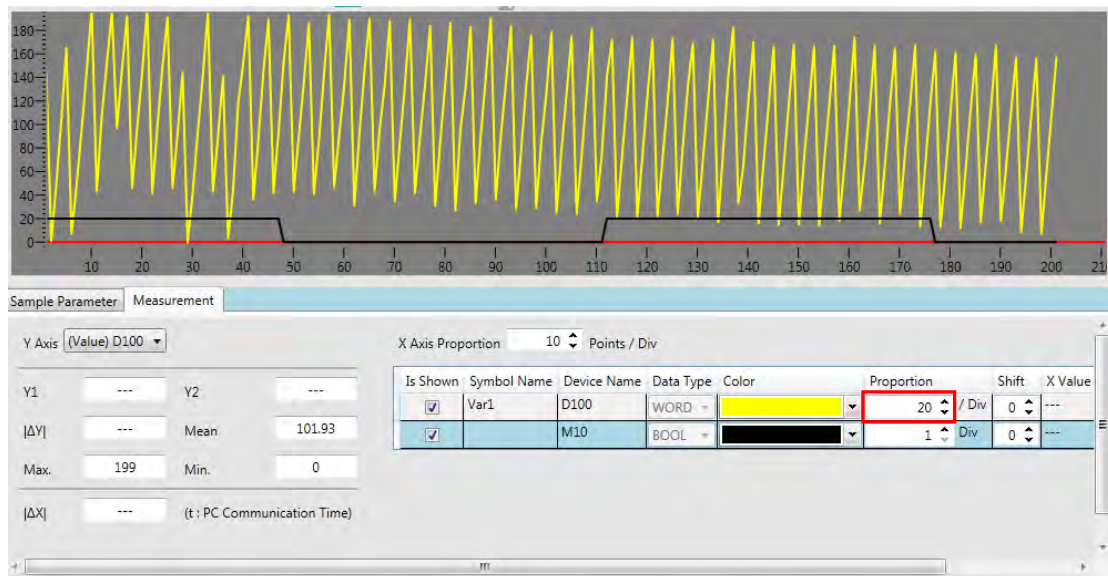 180
160
140
120
100
80
60
40
20
0
10 20 30 40 50 60 70 80 90 100 110 120 130 140 150 160 170 180 190 200 21
Sample Parameter Measurement
Y Axis (Value) D100 X Axis Proportion 10 Points / Div
Is Shown Symbol Name Device Name Data Type Color Proportion Shift X Value
Var1 D100 WORD 20 / Div 0 ---
M10 BOOL 1 Div 0 ---
Y1 --- Y2 ---
|ΔY| --- Mean 101.93
Max. 199 Min. 0
|ΔX| --- (t : PC Communication Time)